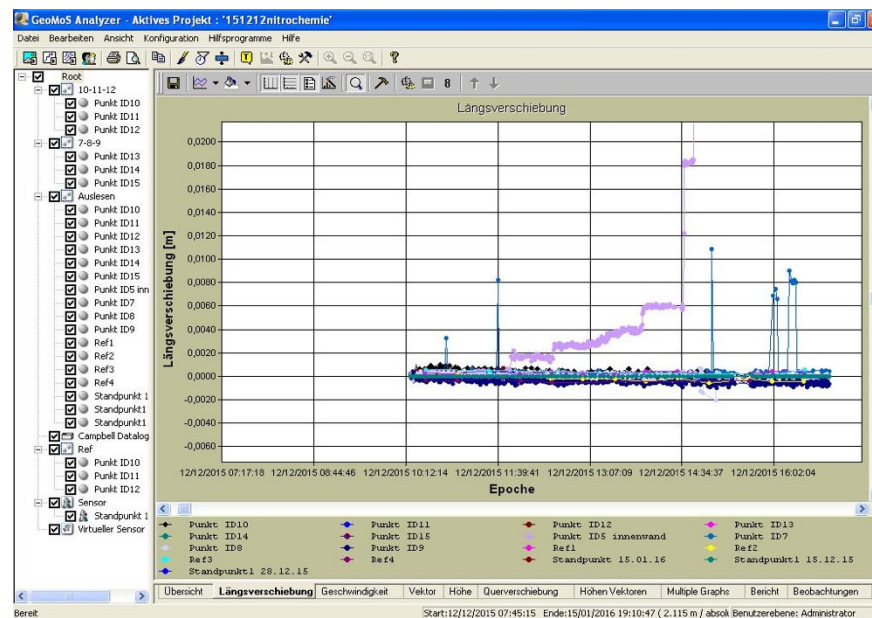 GeoMoS Analyzer - Aktives Projekt : '151212nitrochemie'
Datei Bearbeiten Ansicht Konfiguration Hilfsprogramme Hilfe
Root
10-11-12
Punkt ID10
Punkt ID11
Punkt ID12
7-8-9
Punkt ID13
Punkt ID14
Punkt ID15
Auslesen
Punkt ID10
Punkt ID11
Punkt ID12
Punkt ID13
Punkt ID14
Punkt ID15
Punkt ID5 inn
Punkt ID7
Punkt ID8
Punkt ID9
Ref1
Ref2
Ref3
Ref4
Standpunkt 1
Standpunkt1
Standpunkt1
Campbell Datalog
Ref
Punkt ID10
Punkt ID11
Punkt ID12
Sensor
Standpunkt 1
Virtueller Sensor
8
Längsverschiebung
Längsverschiebung [m]
0,0200
0,0180
0,0160
0,0140
0,0120
0,0100
0,0080
0,0060
0,0040
0,0020
0,0000
-0,0020
-0,0040
-0,0060
12/12/2015 07:17:18 12/12/2015 08:44:46 12/12/2015 10:12:14 12/12/2015 11:39:41 12/12/2015 13:07:09 12/12/2015 14:34:37 12/12/2015 16:02:04
Epoche
Punkt ID10 Punkt ID11 Punkt ID12 Punkt ID13
Punkt ID14 Punkt ID15 Punkt ID5 innenwand Punkt ID7
Punkt ID8 Punkt ID9 Ref1 Ref2
Ref3 Ref4 Standpunkt 15.01.16 Standpunkt1 15.12.15
Standpunkt1 28.12.15
Übersicht Längsverschiebung Geschwindigkeit Vektor Höhe Querverschiebung Höhen Vektoren Multiple Graphs Bericht Beobachtungen
Bereit Start:12/12/2015 07:45:15 Ende:15/01/2016 19:10:47 ( 2.115 m / absolu Benutzerebene: Administrator